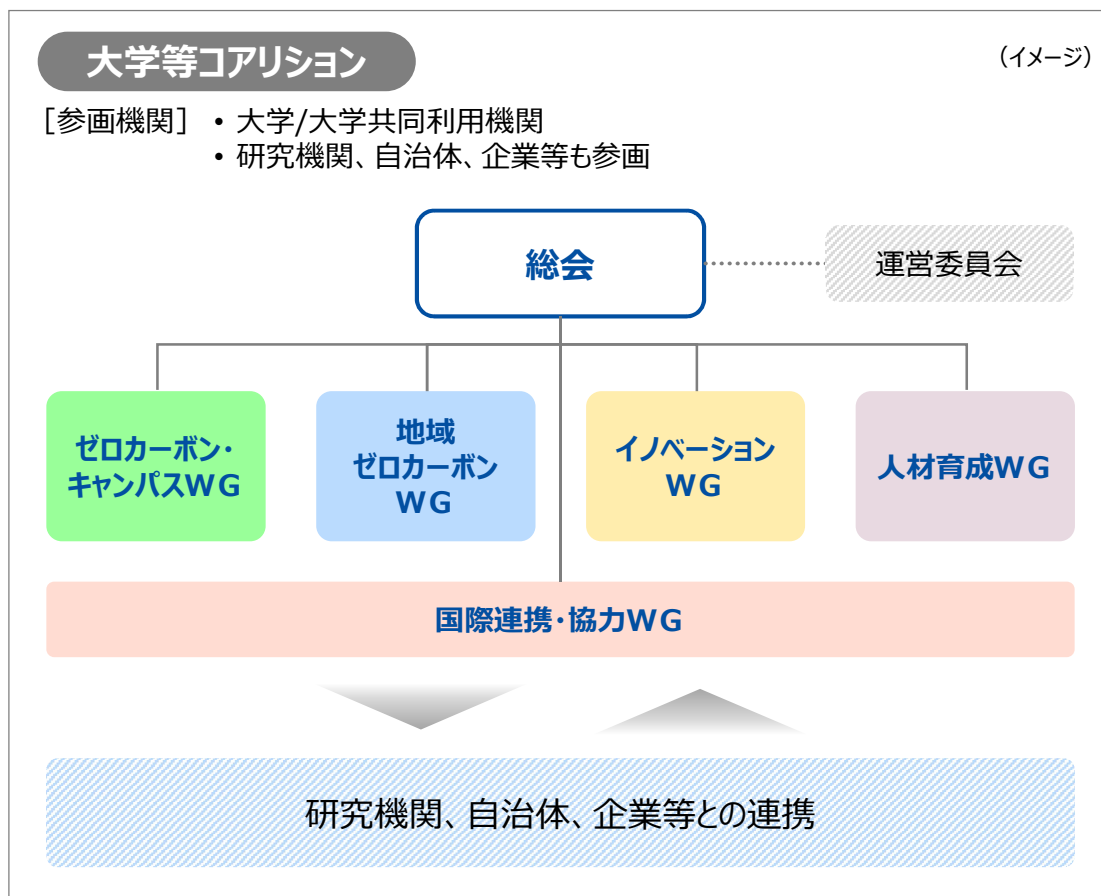 大学等コアリション
(イメージ)
［参画機関］ • 大学/大学共同利用機関
• 研究機関、自治体、企業等も参画
総会
運営委員会
ゼロカーボン・
キャンパスWG
地域
ゼロカーボン
WG
イノベーション
WG
人材育成WG
国際連携・協力WG
研究機関、自治体、企業等との連携